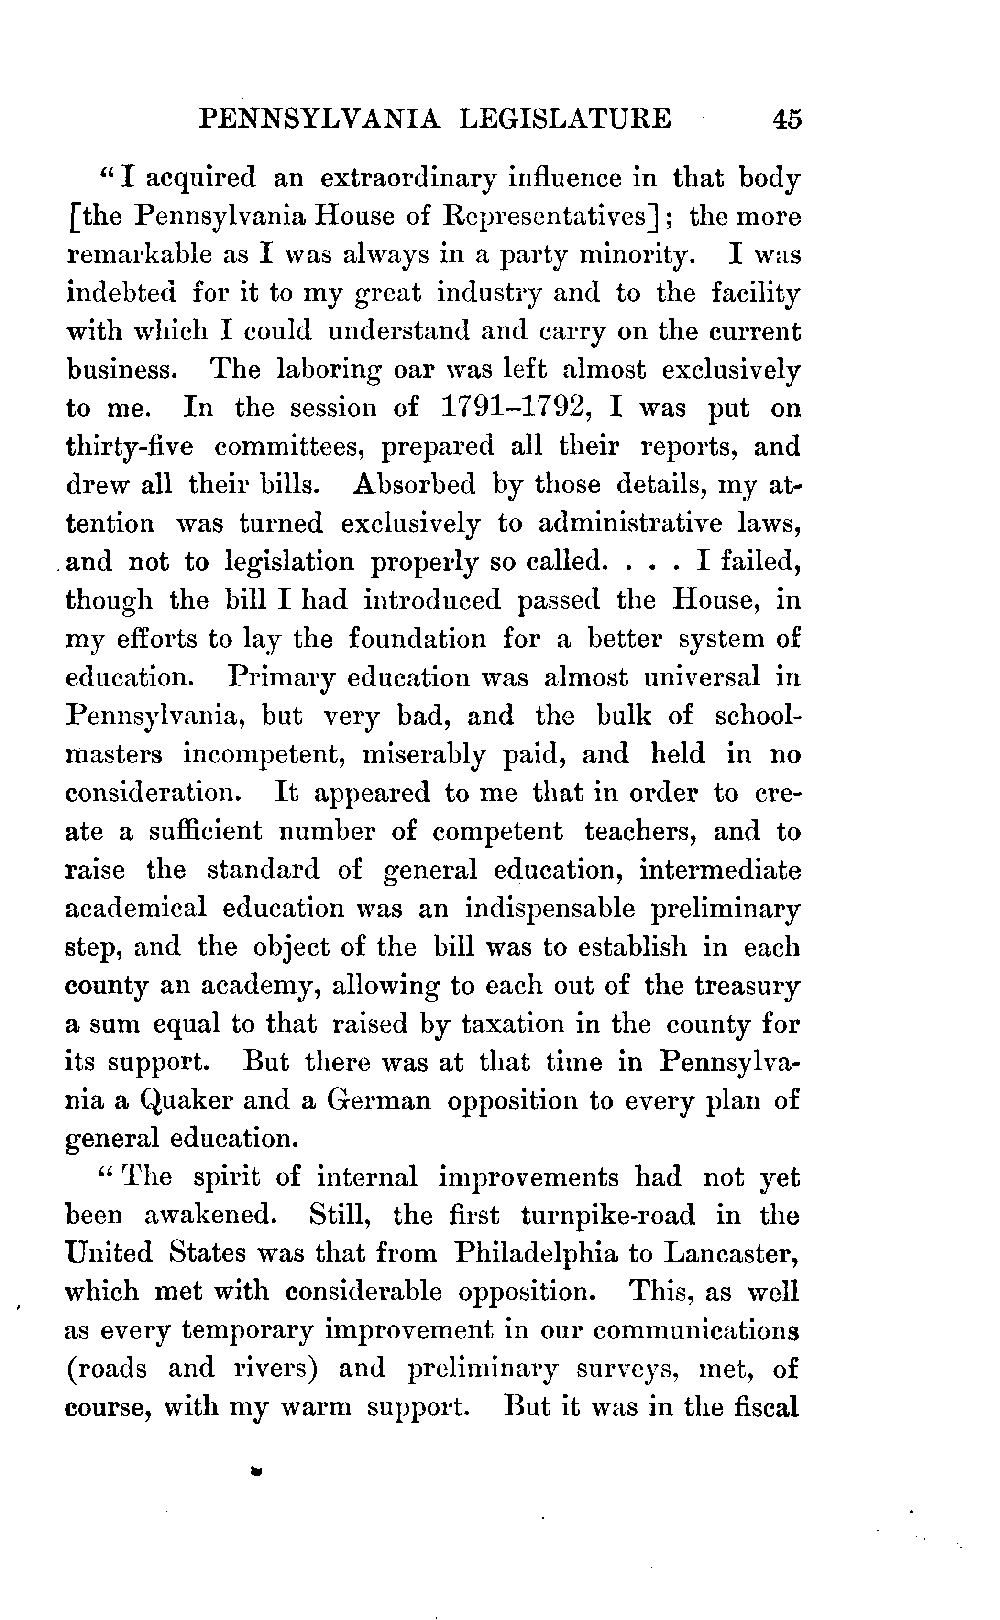 PENNSYLVANIA LEGISLATURE 45
“I acquired an extraordinary influence in that body
[the Pennsylvania House of Representatives]; the more
remarkable as I was always in a party minority. I was
indebted for it to my great industry and to the facility
with which I could understand and carry on the current
business. The laboring oar was left almost exclusively
to me. In the session of 1791–1792, I was put on
thirty-five committees, prepared all their reports, and
drew all their bills. Absorbed by those details, my at-
tention was turned exclusively to administrative laws,
and not to legislation properly so called. . . . I failed,
though the bill I had introduced passed the House, in
my efforts to lay the foundation for a better system of
education. Primary education was almost universal in
Pennsylvania, but very bad, and the bulk of school-
masters incompetent, miserably paid, and held in no
consideration. It appeared to me that in order to cre-
ate a sufficient number of competent teachers, and to
raise the standard of general education, intermediate
academical education was an indispensable preliminary
step, and the object of the bill was to establish in each
county an academy, allowing to each out of the treasury
a sum equal to that raised by taxation in the county for
its support. But there was at that time in Pennsylva-
nia a Quaker and a German opposition to every plan of
general education.
“The spirit of internal improvements had not yet
been awakened. Still, the first turnpike-road in the
United States was that from Philadelphia to Lancaster,
which met with considerable opposition. This, as well
as every temporary improvement in our communications
(roads and rivers) and preliminary surveys, met, of
course, with my warm support. But it was in the fiscal